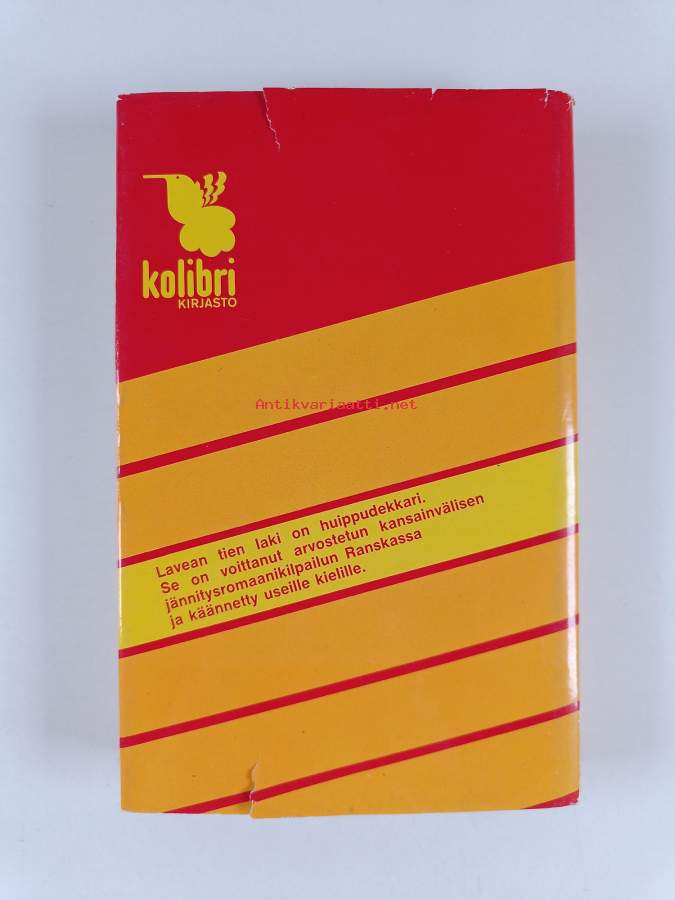 kolibri
KIRJASTO
Antikvariaatti.net
Lavean tien laki on huippudekkari.
Se on voittanut arvostetun kansainvälisen
jännitysromaanikilpailun Ranskassa
ja käännetty useille kielille.